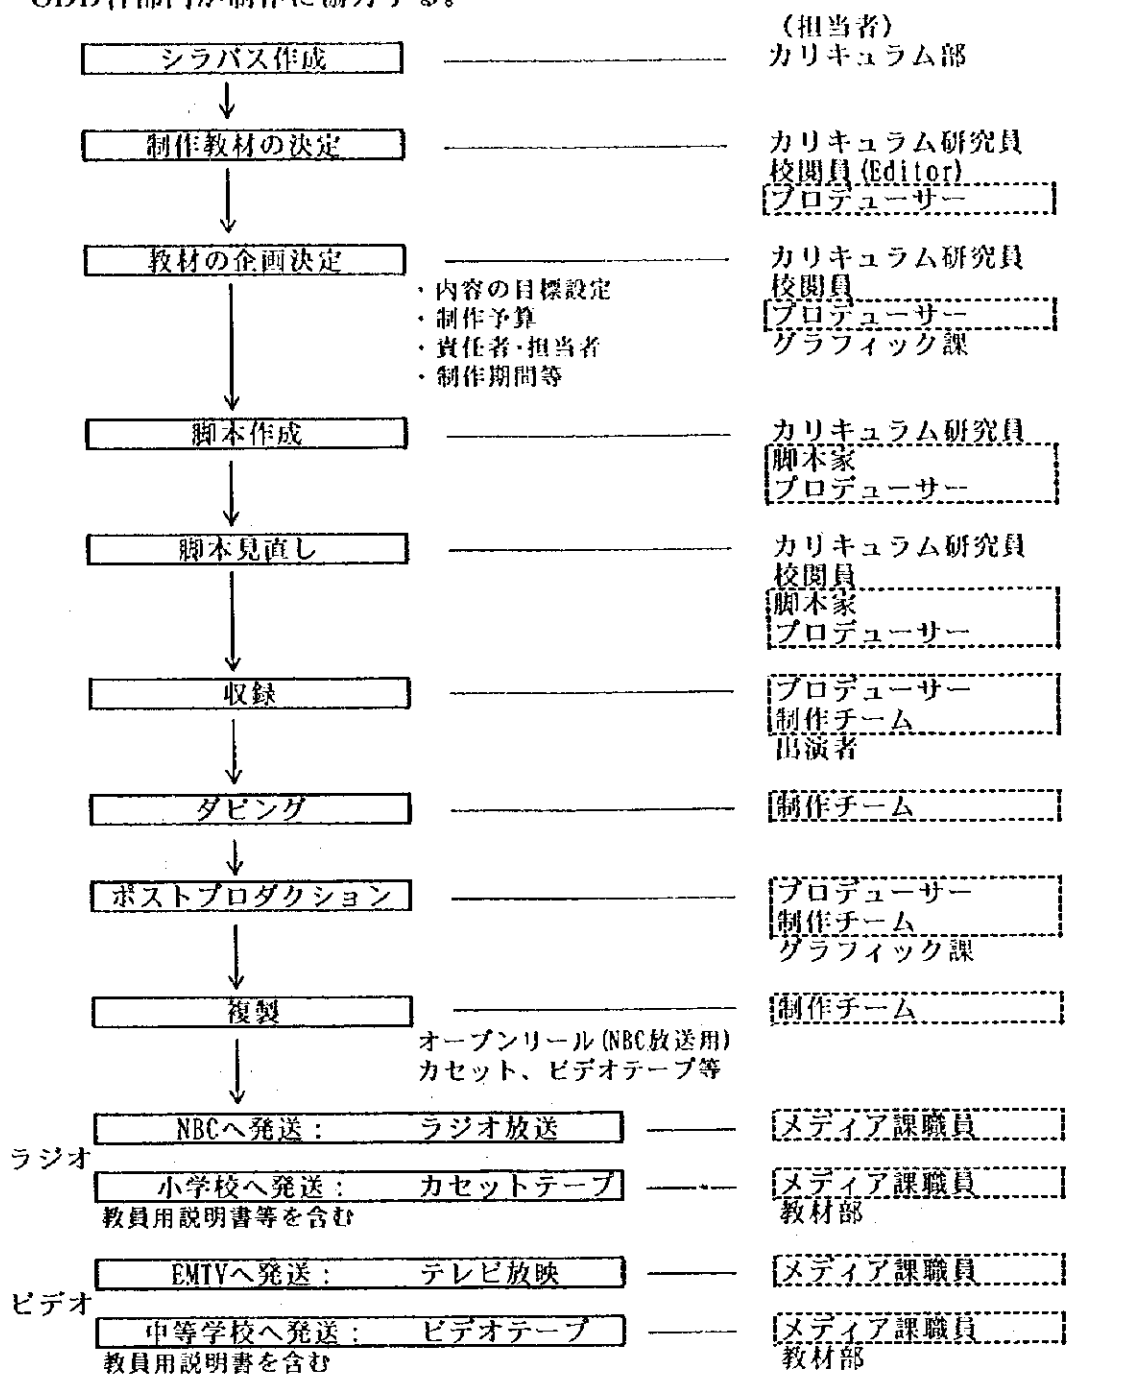 (担当者)
シラバス作成 カリキュラム部
制作教材の決定 カリキュラム研究員
校閲員(Editor)
プロデューサー
教材の企画決定 カリキュラム研究員
・内容の目標設定 校閲員
・制作予算 プロデューサー
・責任者・担当者 グラフィック課
・制作期間等
脚本作成 カリキュラム研究員
脚本家
プロデューサー
脚本見直し カリキュラム研究員
校閲員
脚本家
プロデューサー
収録 プロデューサー
制作チーム
出演者
ダビング 制作チーム
ポストプロダクション プロデューサー
制作チーム
グラフィック課
複製 制作チーム
オープンリール(NBC放送用)
カセット、ビデオテープ等
NBCへ発送: ラジオ放送 メディア課職員
ラジオ
小学校へ発送: カセットテープ メディア課職員
教員用説明書等を含む 教材部
EMTVへ発送: テレビ放映 メディア課職員
ビデオ
中等学校へ発送: ビデオテープ メディア課職員
教員用説明書を含む 教材部